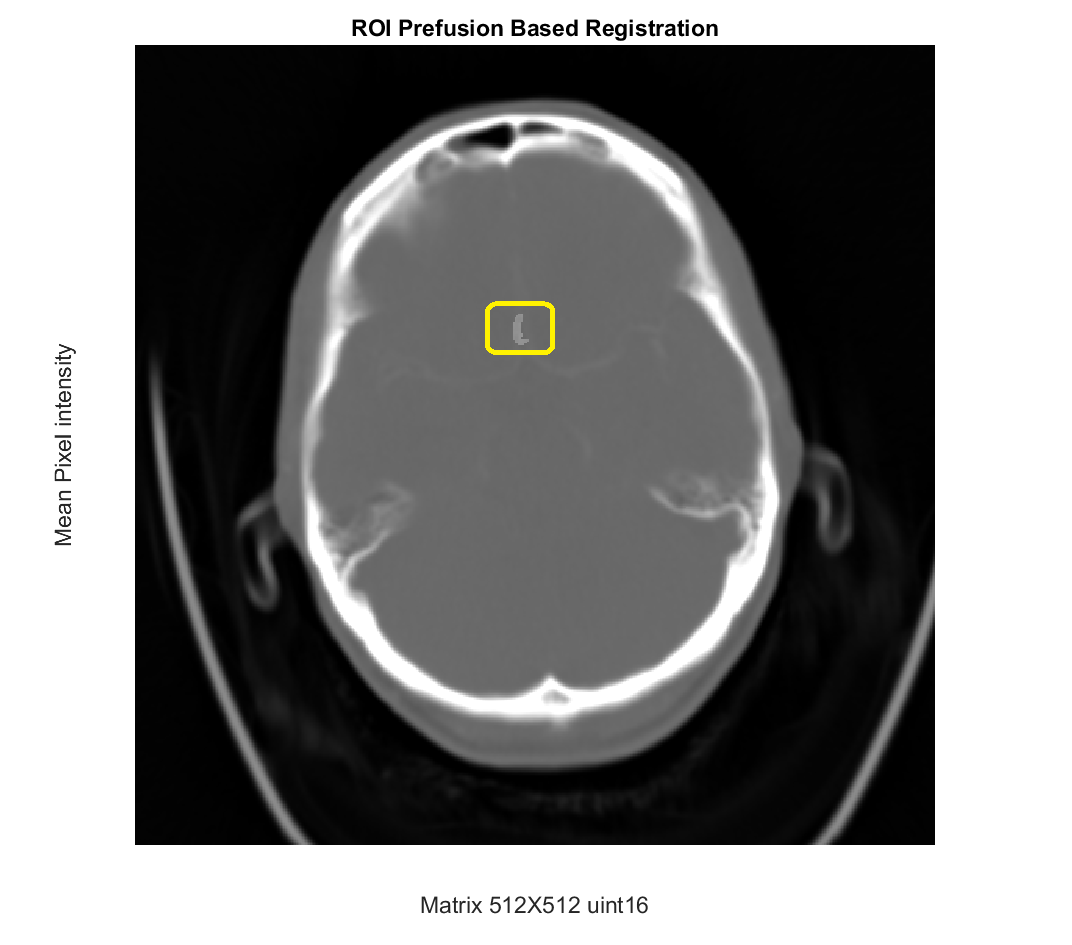 ROI Prefusion Based Registration
Mean Pixel intensity
Matrix 512X512 uint16